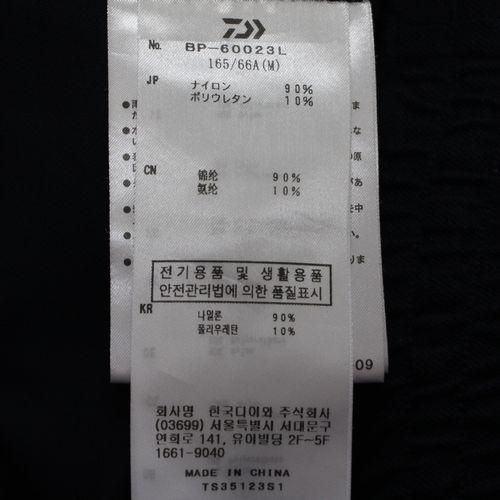 No. BP-60023L
165/66A(M)
JP ナイロン 90%
ポリウレタン 10%
CN 锦纶 90%
氨纶 10%
전기용품 및 생활용품
안전관리법에 의한 품질표시
KR 나일론 90%
폴리우레탄 10%
회사명 한국다이와 주식회사
(03699) 서울특별시 서대문구
연희로 141, 유이빌딩 2F~5F
1661-9040
MADE IN CHINA
TS35123S1
09